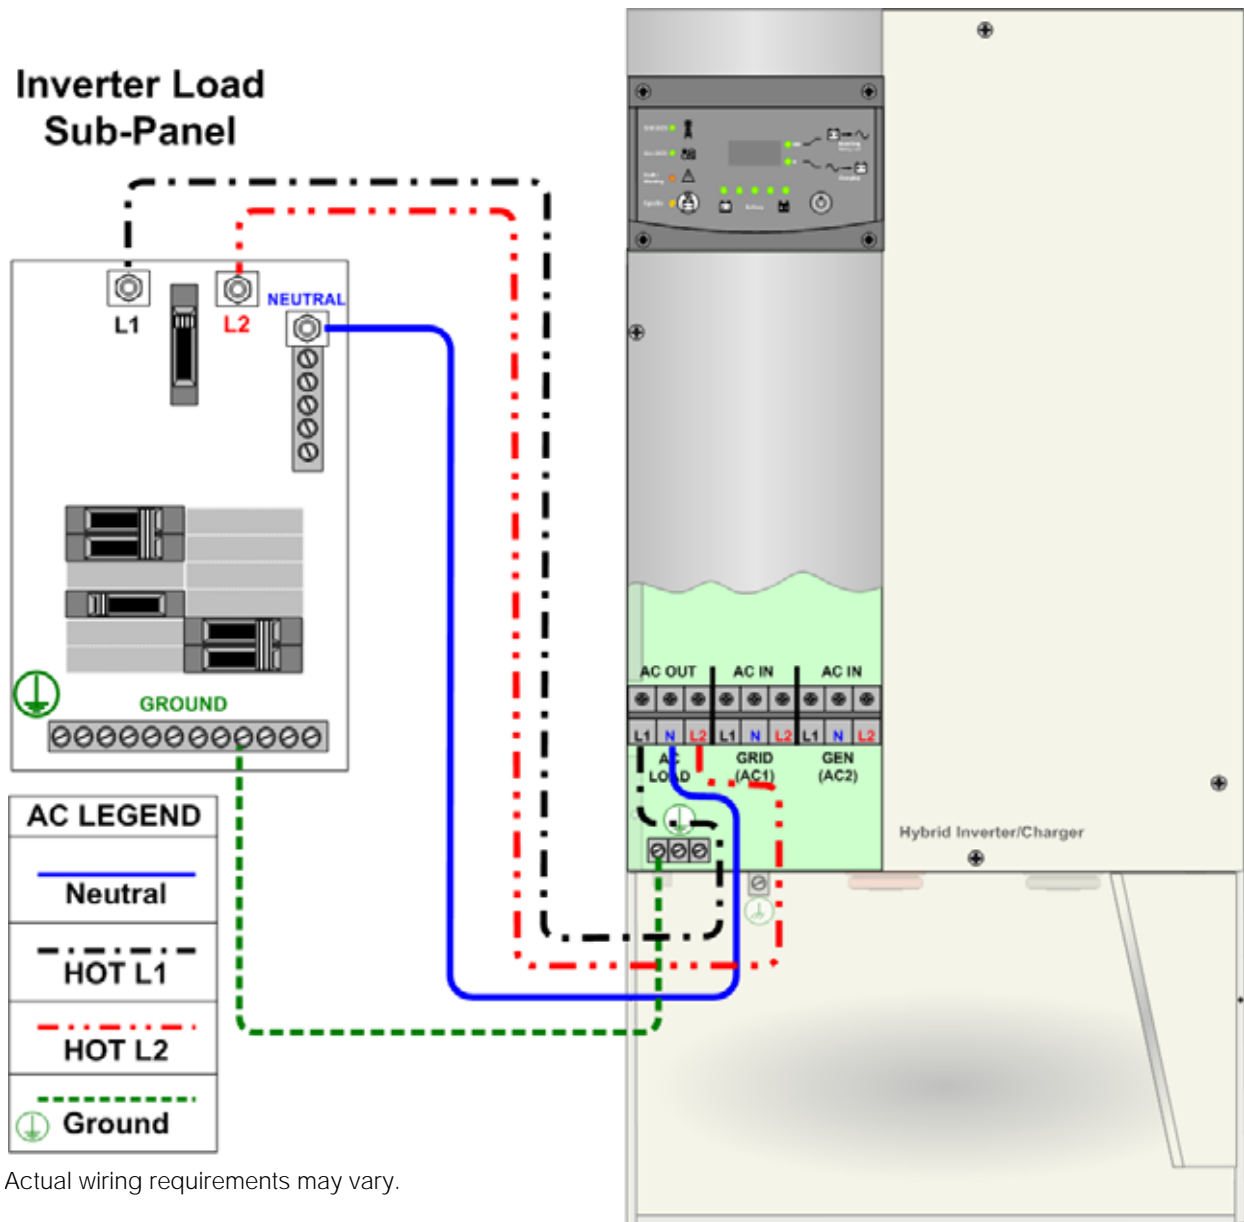 Inverter Load
Sub-Panel
L1
L2
NEUTRAL
GROUND
AC LEGEND
Neutral
HOT L1
HOT L2
Ground
Actual wiring requirements may vary.
Battery
AC OUT
AC IN
AC IN
L1 N L2 L1 N L2 L1 N L2
AC
LOAD
GRID
(AC1)
GEN
(AC2)
Hybrid Inverter/Charger